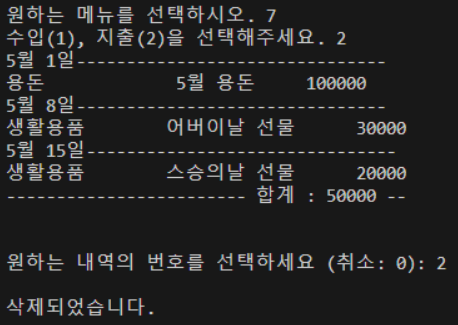 원하는 메뉴를 선택하시오. 7
수입(1), 지출(2)을 선택해주세요. 2
5월 1일-------------------------------
용돈 5월 용돈 100000
5월 8일-------------------------------
생활용품 어버이날 선물 30000
5월 15일-------------------------------
생활용품 스승의날 선물 20000
------------------------ 합계 : 50000 --
원하는 내역의 번호를 선택하세요 (취소: 0): 2
삭제되었습니다.